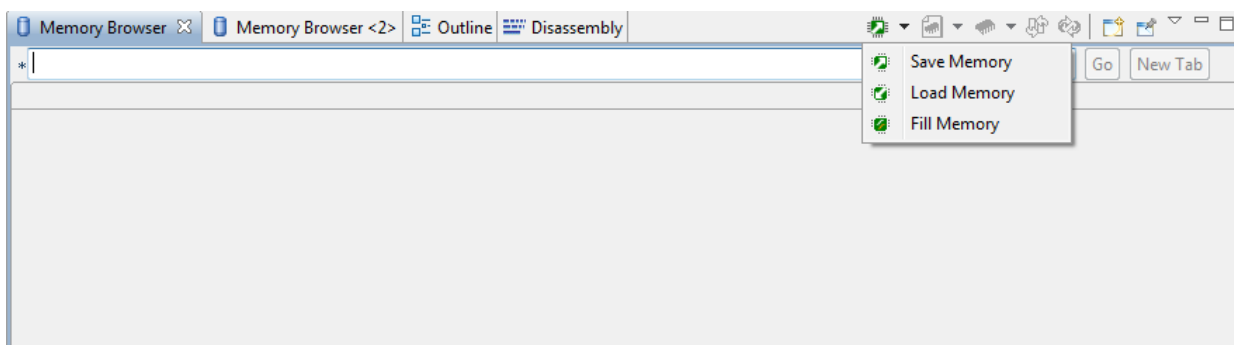 Memory Browser Memory Browser <2> Outline Disassembly
* Go New Tab
Save Memory
Load Memory
Fill Memory